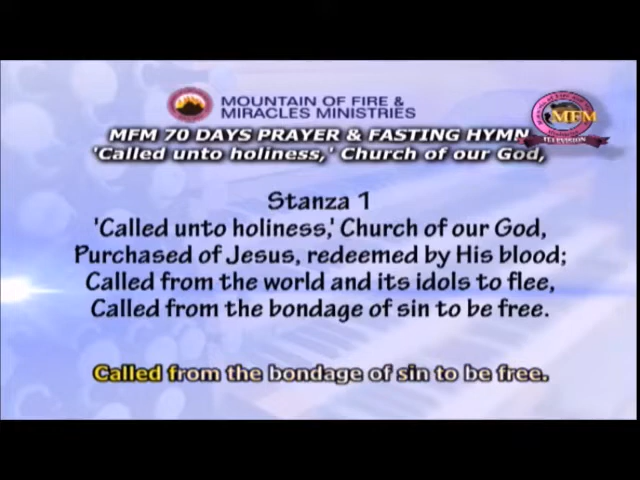 MOUNTAIN OF FIRE &
MIRACLES MINISTRIES
MFM
TELEVISION
MFM 70 DAYS PRAYER & FASTING HYMN
'Called unto holiness,' Church of our God,
Stanza 1
'Called unto holiness,' Church of our God,
Purchased of Jesus, redeemed by His blood;
Called from the world and its idols to flee,
Called from the bondage of sin to be free.
Called from the bondage of sin to be free.